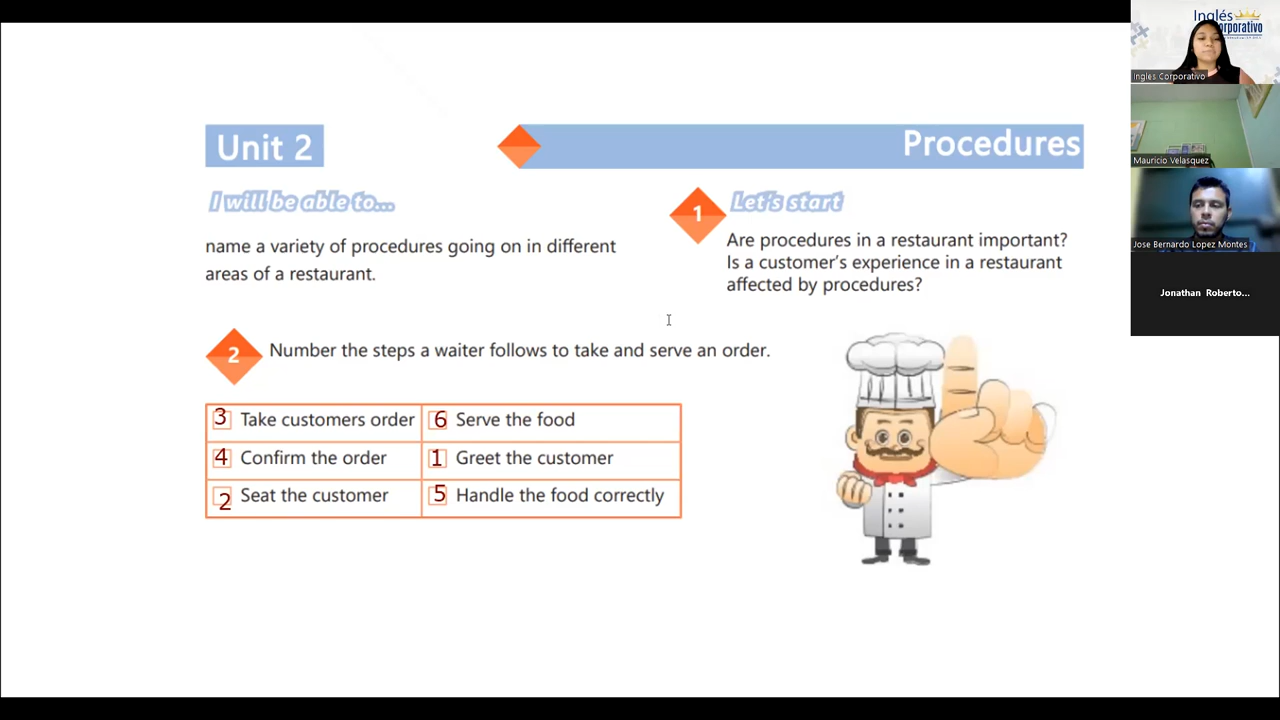 Unit 2
Procedures
I will be able to...
name a variety of procedures going on in different
areas of a restaurant.
1
Let's start
Are procedures in a restaurant important?
Is a customer's experience in a restaurant
affected by procedures?
2
Number the steps a waiter follows to take and serve an order.
3 Take customers order
6 Serve the food
4 Confirm the order
1 Greet the customer
2 Seat the customer
5 Handle the food correctly
Inglés
Ingles Corporativo
Mauricio Velasquez
Jose Bernardo Lopez Montes
Jonathan Roberto...